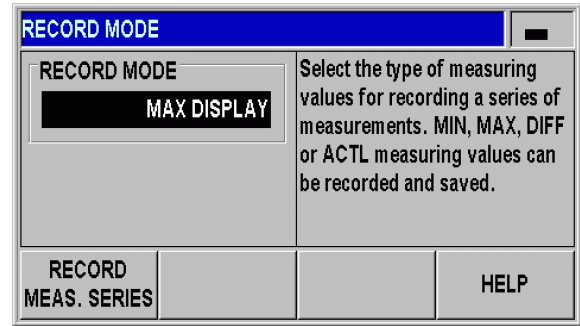 RECORD MODE
RECORD MODE
MAX DISPLAY
Select the type of measuring
values for recording a series of
measurements. MIN, MAX, DIFF
or ACTL measuring values can
be recorded and saved.
RECORD
MEAS. SERIES
HELP